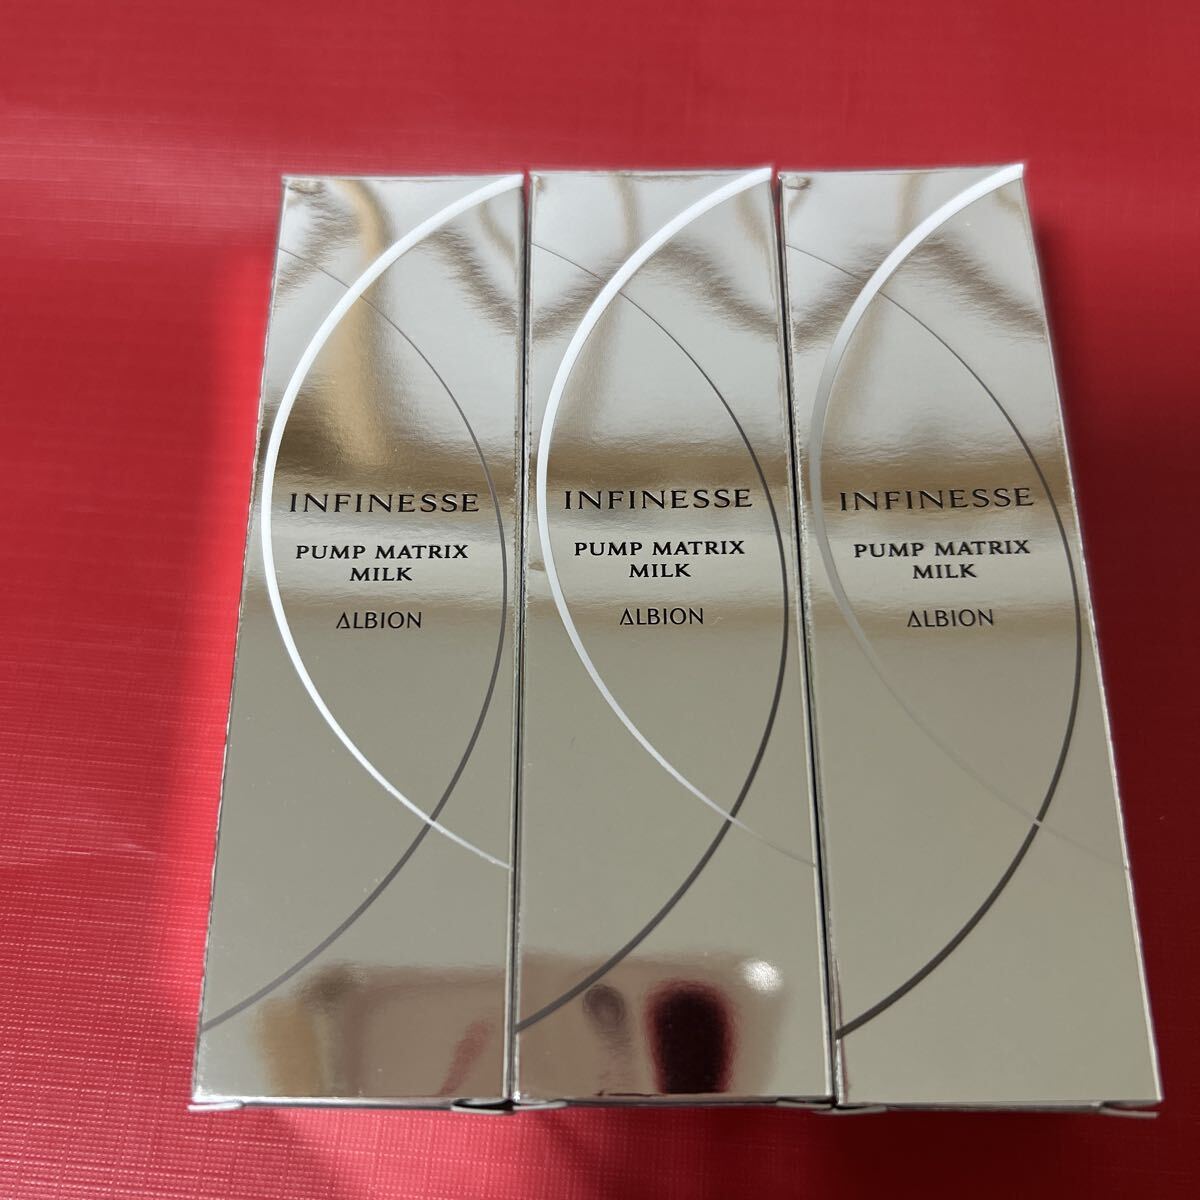 INFINESSE
PUMP MATRIX
MILK
ALBION
INFINESSE
PUMP MATRIX
MILK
ALBION
INFINESSE
PUMP MATRIX
MILK
ALBION